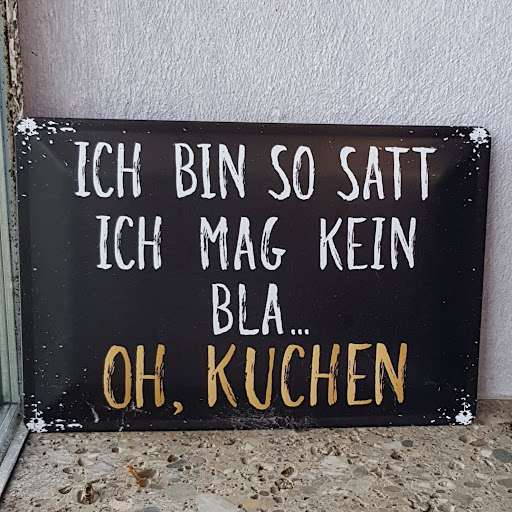 ICH BIN SO SATT
ICH MAG KEIN
BLA...
OH, KUCHEN